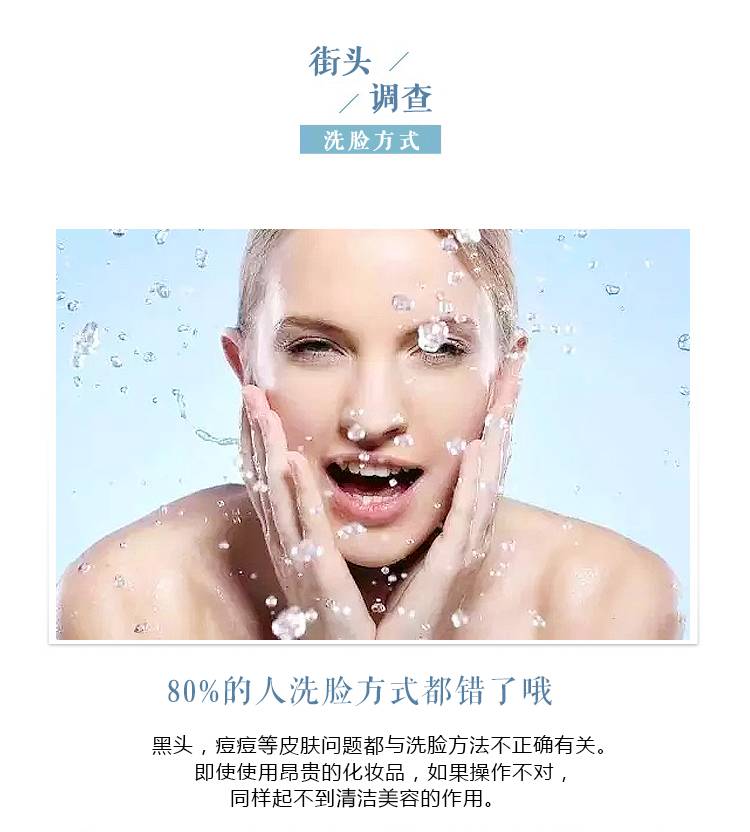 街头
调查
洗脸方式
80%的人洗脸方式都错了哦
黑头，痘痘等皮肤问题都与洗脸方法不正确有关。
即使使用昂贵的化妆品，如果操作不对，
同样起不到清洁美容的作用。